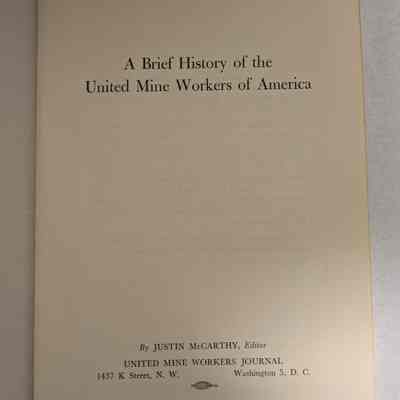 A Brief History of the
United Mine Workers of America
By JUSTIN McCARTHY, Editor
UNITED MINE WORKERS JOURNAL
1437 K Street, N. W. Washington 5, D. C.